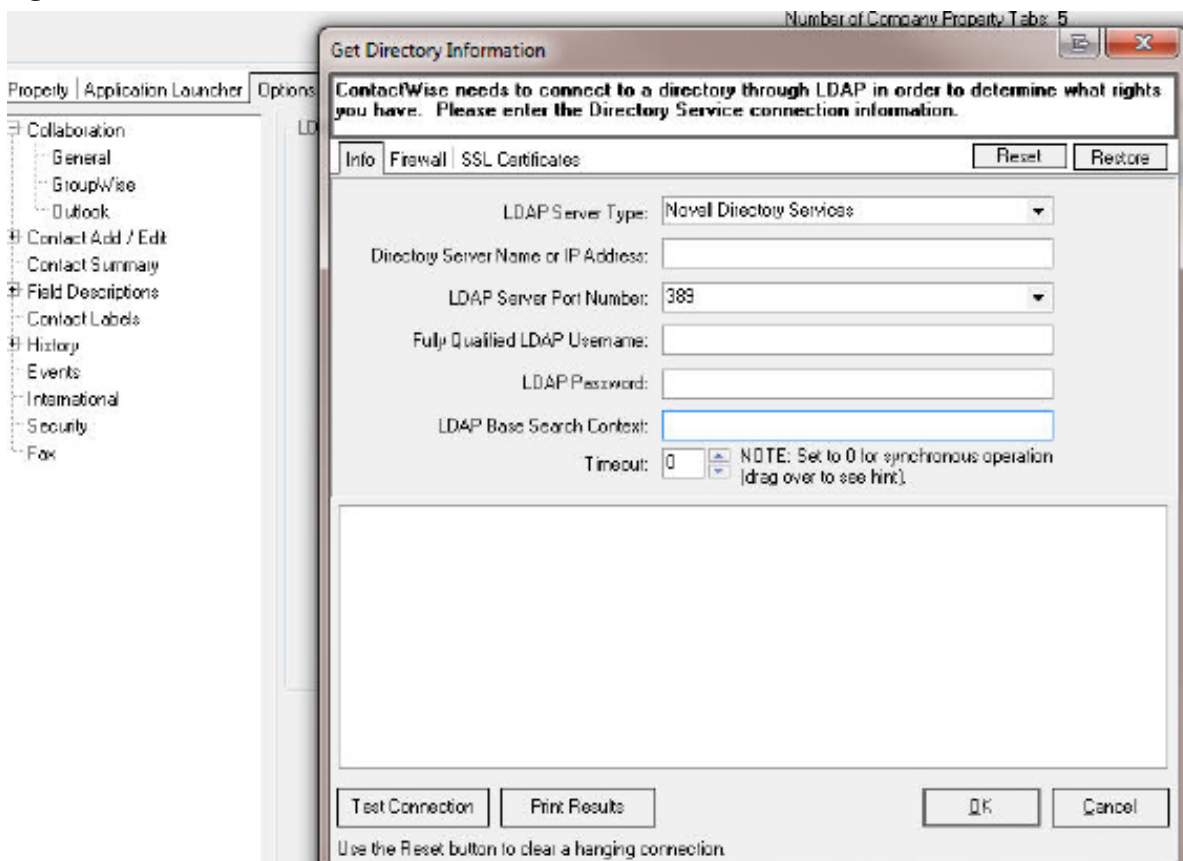 Number of Company Property Tabs: 5
Get Directory Information
Property Application Launcher Options
ContactWise needs to connect to a directory through LDAP in order to determine what rights
you have. Please enter the Directory Service connection information.
Collaboration
General
GroupWise
Outlook
Contact Add / Edit
Contact Summary
Field Descriptions
Contact Labels
History
Events
International
Security
Fax
LD
Info Firewall SSL Certificates Reset Restore
LDAP Server Type: Novell Directory Services
Directory Server Name or IP Address:
LDAP Server Port Number: 389
Fully Qualified LDAP Username:
LDAP Password:
LDAP Base Search Context:
Timeout: 0 NOTE: Set to 0 for synchronous operation
(drag over to see hint).
Test Connection Print Results OK Cancel
Use the Reset button to clear a hanging connection.